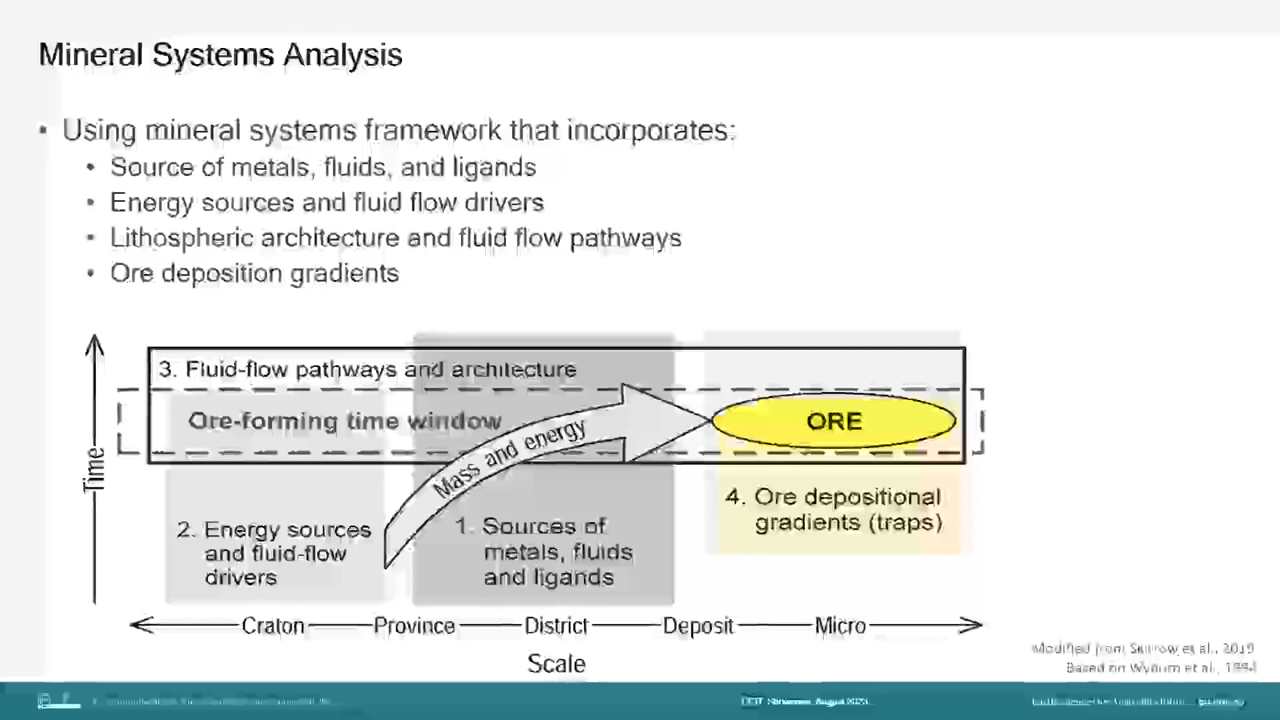 Mineral Systems Analysis
• Using mineral systems framework that incorporates:
• Source of metals, fluids, and ligands
• Energy sources and fluid flow drivers
• Lithospheric architecture and fluid flow pathways
• Ore deposition gradients
3. Fluid-flow pathways and architecture
Ore-forming time window
ORE
Mass and energy
Time
4. Ore depositional
gradients (traps)
2. Energy sources
and fluid-flow
drivers
1. Sources of
metals, fluids
and ligands
Craton
Province
District
Deposit
Micro
Scale
Modified from Skirrow et al., 2019
Based on Wyborn et al., 1994